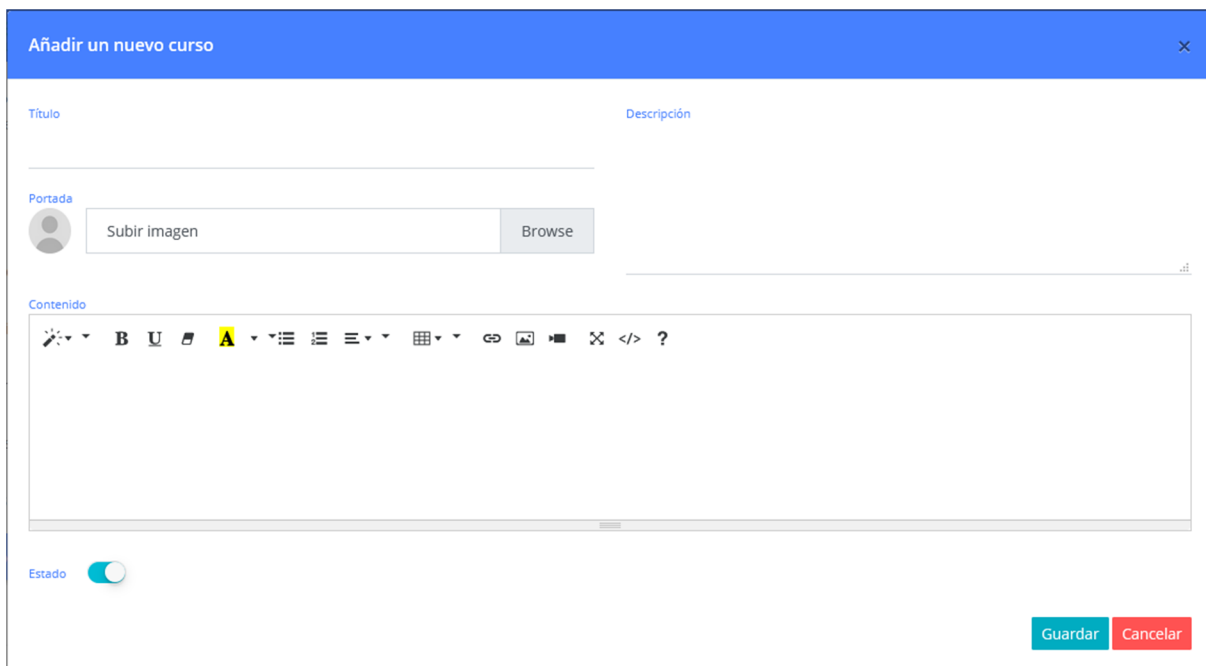 Añadir un nuevo curso ×
Título
Descripción
Portada
Subir imagen Browse
Contenido
B U A </> ?
Estado
Guardar Cancelar